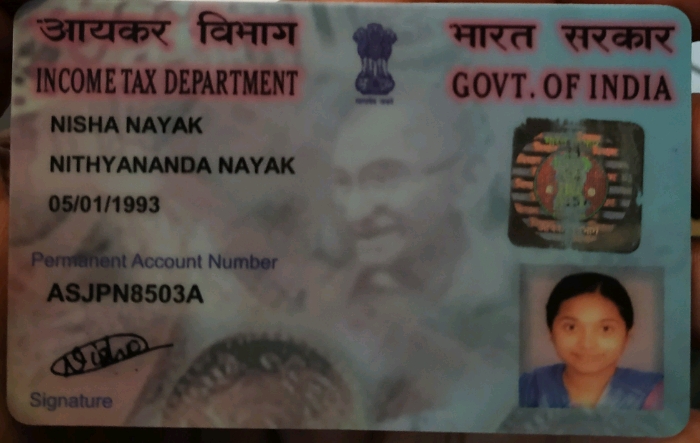 आयकर विभाग
भारत सरकार
INCOME TAX DEPARTMENT
GOVT. OF INDIA
NISHA NAYAK
NITHYANANDA NAYAK
05/01/1993
Permanent Account Number
ASJPN8503A
Nisha
Signature